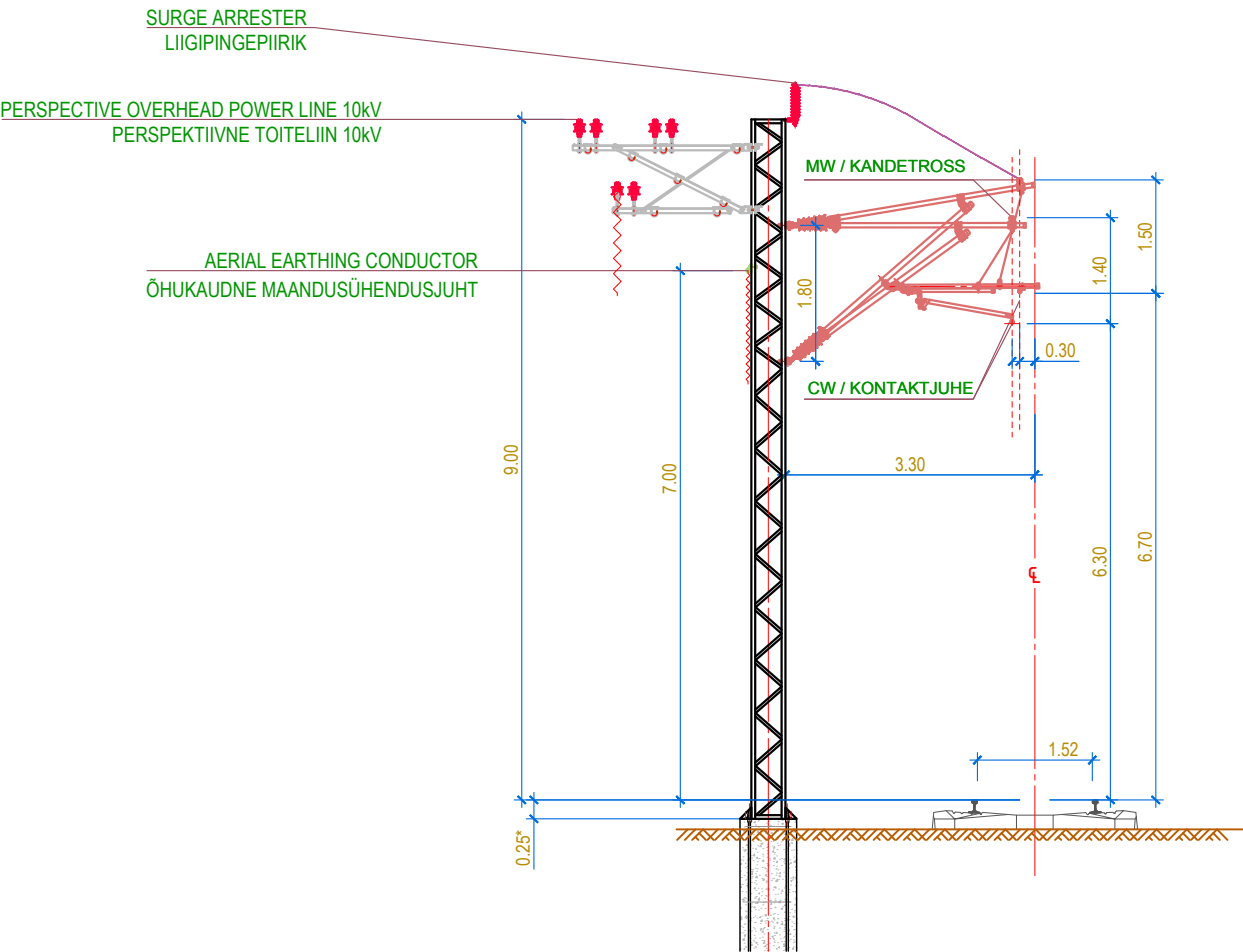 SURGE ARRESTER
LIIGIPINGEPIIRIK
PERSPECTIVE OVERHEAD POWER LINE 10kV
PERSPEKTIIVNE TOITELIIN 10kV
MW / KANDETROSS
AERIAL EARTHING CONDUCTOR
ÕHUKAUDNE MAANDUSÜHENDUSJUHT
1.50
1.40
1.80
0.30
CW / KONTAKTJUHE
9.00
7.00
3.30
6.30
6.70
℄
1.52
0.25*